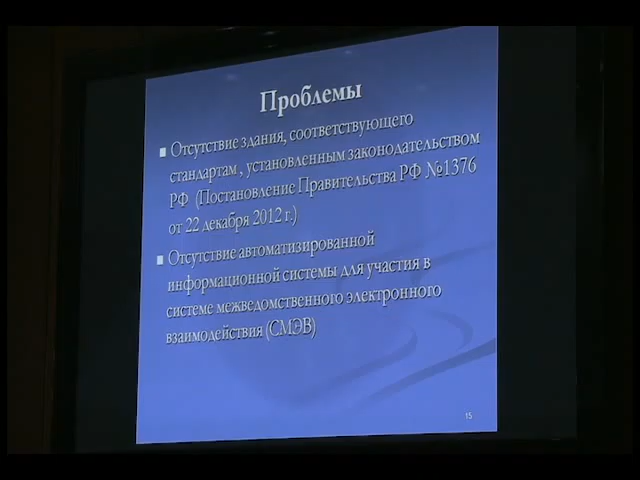 Проблемы
■ Отсутствие здания, соответствующего
стандартам , установленным законодательством
РФ (Постановление Правительства РФ №1376
от 22 декабря 2012 г.)
■ Отсутствие автоматизированной
информационной системы для участия в
системе межведомственного электронного
взаимодействия (СМЭВ)
15